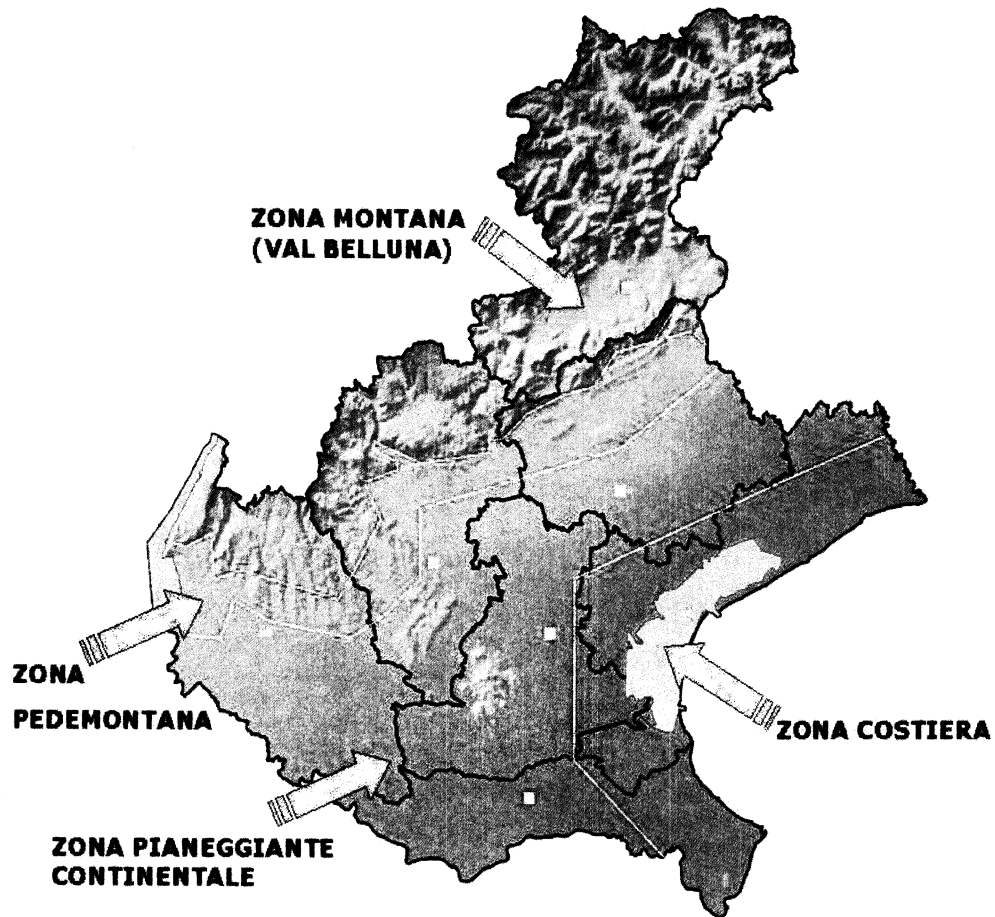 ZONA MONTANA
(VAL BELLUNA)
ZONA
PEDEMONTANA
ZONA COSTIERA
ZONA PIANEGGIANTE
CONTINENTALE